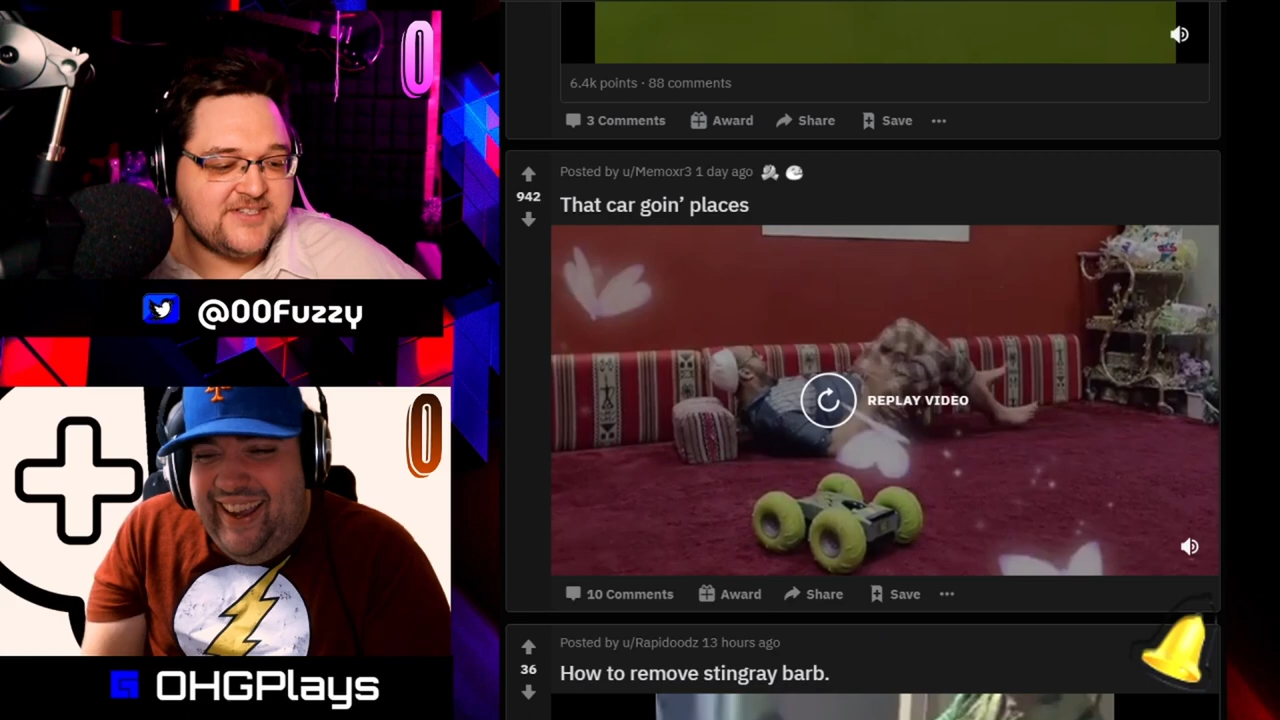 0
@00Fuzzy
0
OHGPlays
6.4k points · 88 comments
3 Comments Award Share Save
Posted by u/Memoxr3 1 day ago
942
That car goin’ places
REPLAY VIDEO
10 Comments Award Share Save
Posted by u/Rapidoodz 13 hours ago
36
How to remove stingray barb.